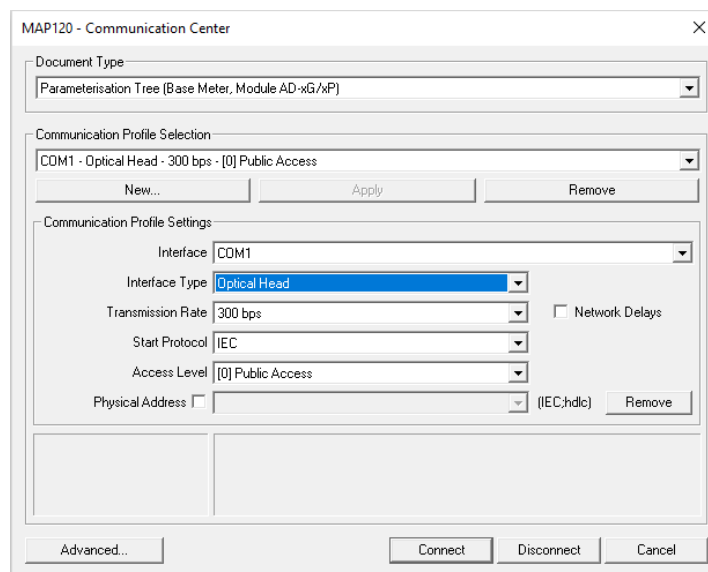 MAP120 - Communication Center
Document Type
Parameterisation Tree (Base Meter, Module AD-xG/xP)
Communication Profile Selection
COM1 - Optical Head - 300 bps - [0] Public Access
New... Apply Remove
Communication Profile Settings
Interface COM1
Interface Type Optical Head
Transmission Rate 300 bps Network Delays
Start Protocol IEC
Access Level [0] Public Access
Physical Address (IEC;hdlc) Remove
Advanced... Connect Disconnect Cancel